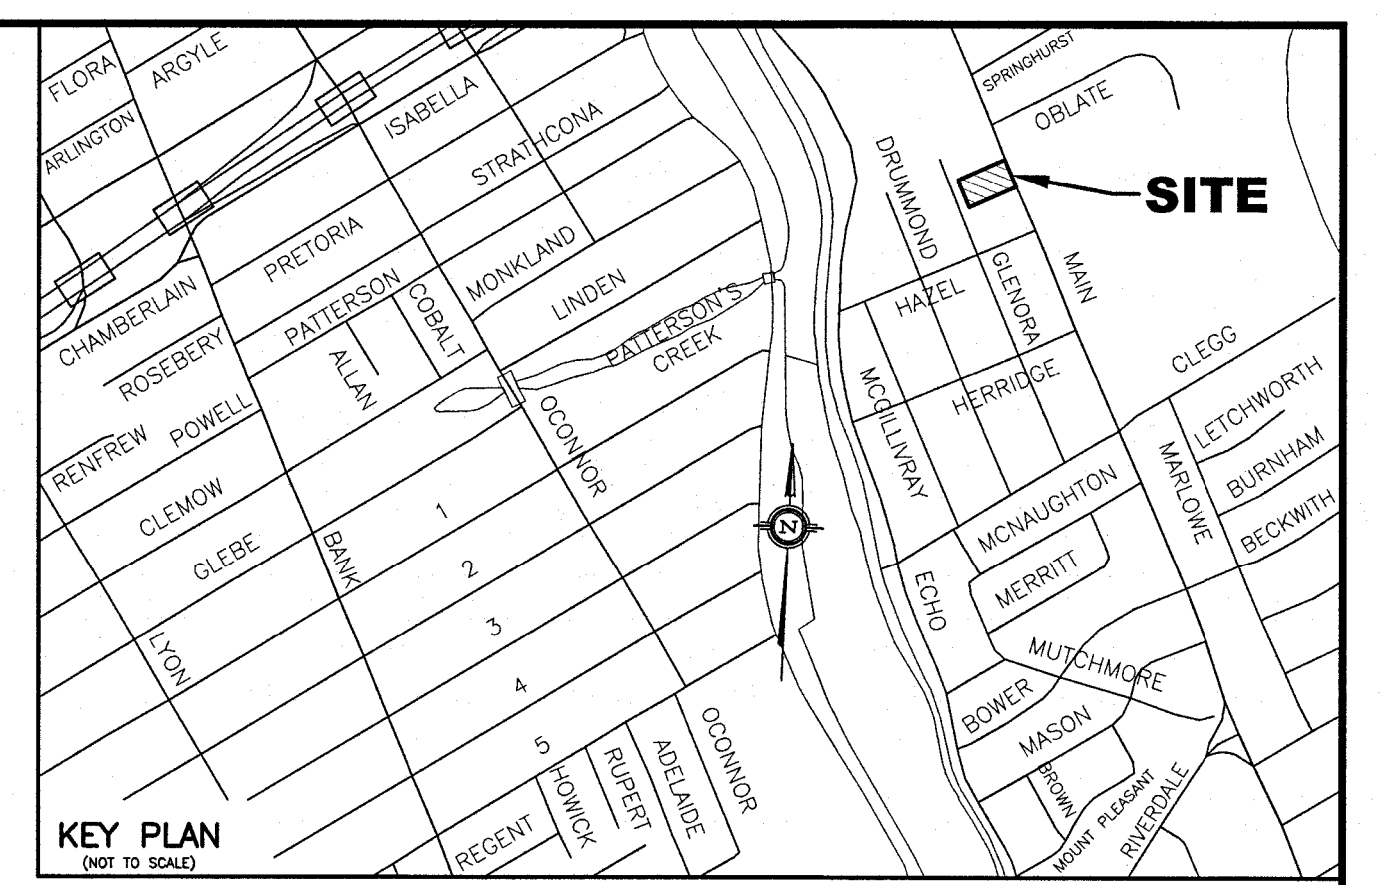 FLORA
ARGYLE
ARLINGTON
ISABELLA
STRATHCONA
SPRINGHURST
OBLATE
DRUMMOND
SITE
PRETORIA
PATTERSON
MONKLAND
COBALT
LINDEN
PATTERSON'S
CREEK
HAZEL
GLENORA
MAIN
CHAMBERLAIN
ROSEBERY
ALLAN
POWELL
RENFREW
OCONNOR
MCGILLIVRAY
HERRIDGE
CLEGG
LETCHWORTH
MARLOWE
BURNHAM
BECKWITH
CLEMOW
GLEBE
BANK
1
2
3
4
5
N
MCNAUGHTON
MERRITT
ECHO
LYON
MUTCHMORE
BOWER
MASON
BROWN
MOUNT PLEASANT
RIVERDALE
OCONNOR
ADELAIDE
RUPERT
HOWICK
REGENT
KEY PLAN
(NOT TO SCALE)